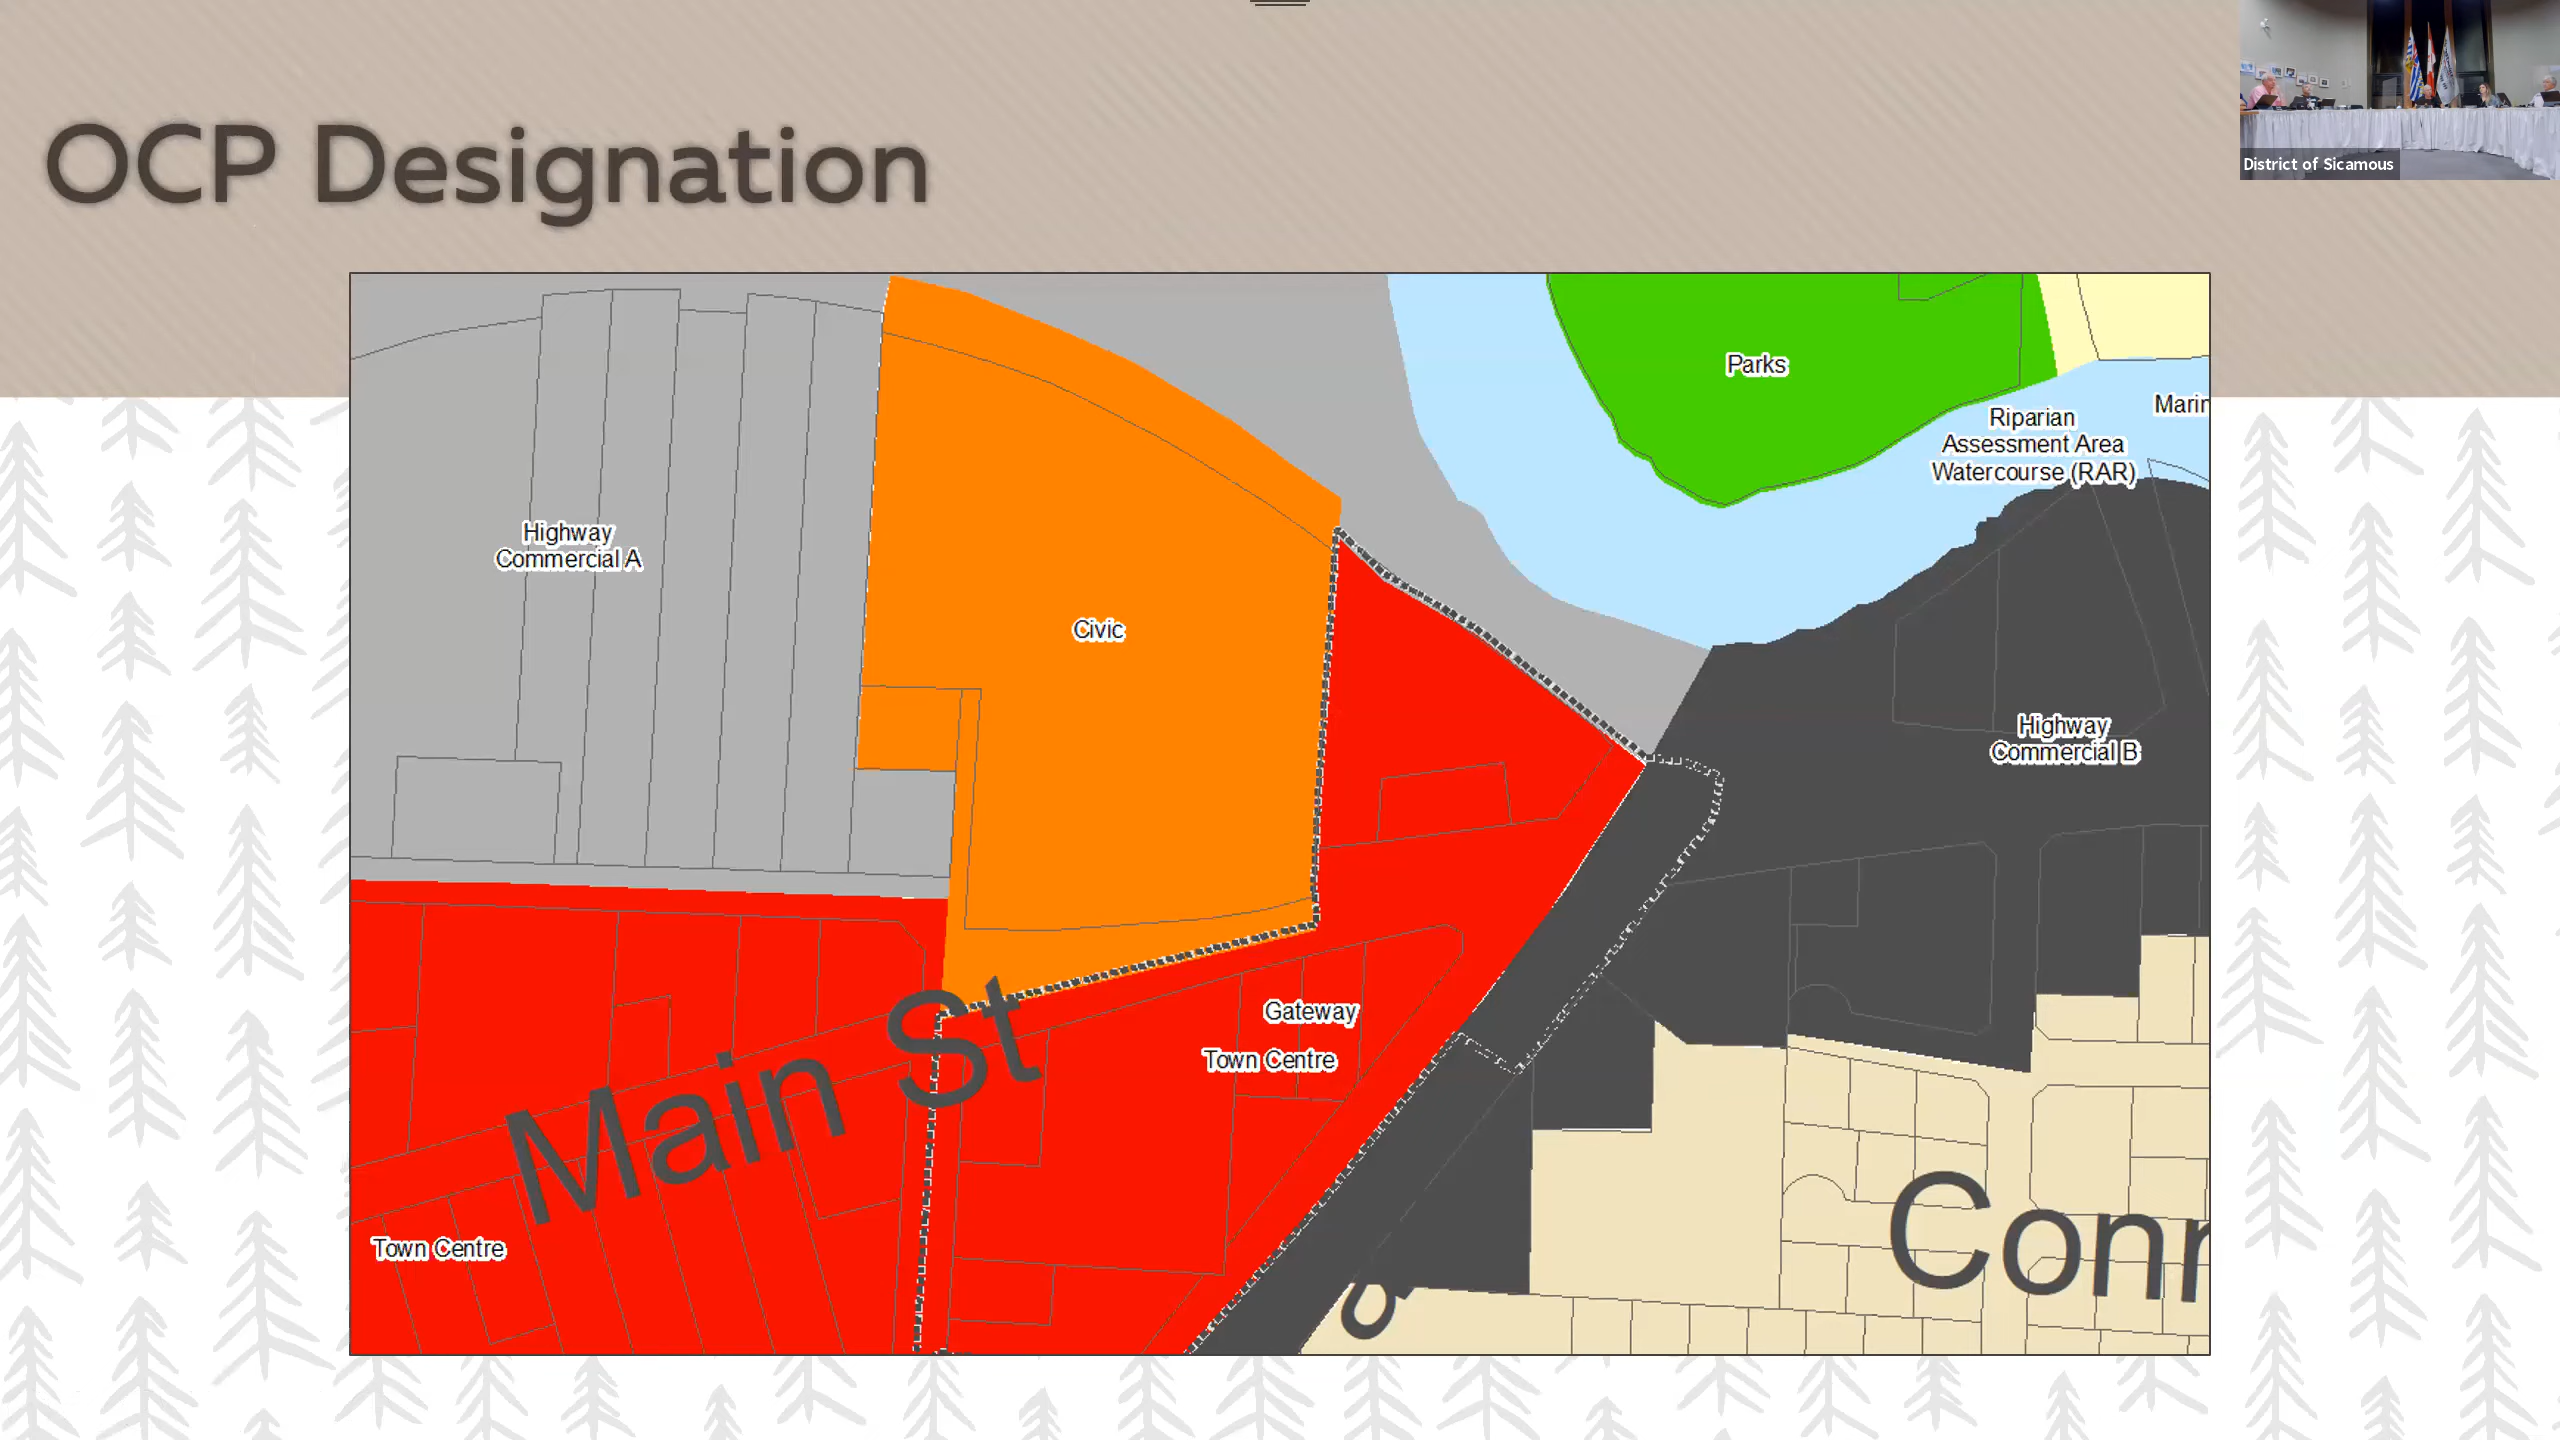 District of Sicamous
OCP Designation
Parks
Riparian
Assessment Area
Watercourse (RAR)
Marin
Highway
Commercial A
Civic
Highway
Commercial B
Gateway
Town Centre
Main St
Town Centre
Conn